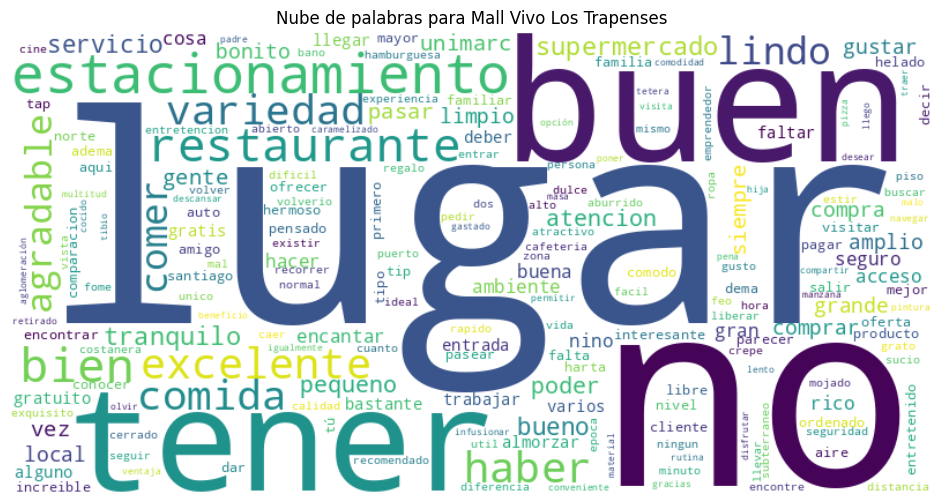 Nube de palabras para Mall Vivo Los Trapenses
cine padre servicio cosa llegar mayor unimarc supermercado lindo gustar
bano hamburguesa bonito familia comodidad helado
estacionamiento buen tetera visita traer decir
tap variedad experiencia familiar pasar limpio opción mismo emprendedor faltar pizza llego
norte entretencion abierto caramelizado deber
agradable adema restaurante entrar persona poner desear
aqui gente dificil regalo masa dulce aburrido ropa hija estir malo piso
multitud volver ofrecer dos alto atractivo siempre buscar
lugar comer descansar volverio primero pedir gastado atencion compra navegar
cocido tibio vista comparacion auto hermoso pensado cafeteria visitar amplio
gratis amigo hacer existir puerto buena zona gusto pena pagar seguro
aglomeración fome mal santiago recorrer tip ambiente comodo compartir acceso
unico normal tipo ideal facil dema hora manzana salir mejor
beneficio permitir feo liberar grande pintura
retirado costanera caer rapido vida interesante gran comprar oferta distancia
encontrar tranquilo encantar entrada nino parecer producto
igualmente cuanto pasear falta crepe grato sucio
bien excelente conocer pequeno harta lento mojado
gratuito comida bastante trabajar poder varios libre no rico entretenido
exquisito olvir calidad tú bueno nivel ordenado
vez cerrado infusionar epoca cliente disfrutar seguridad
local seguir tener recomendado util almorzar ningun rutina llevar subterraneo aire
alguno dar haber material minuto
increible ventaja diferencia conveniente gracias encontre